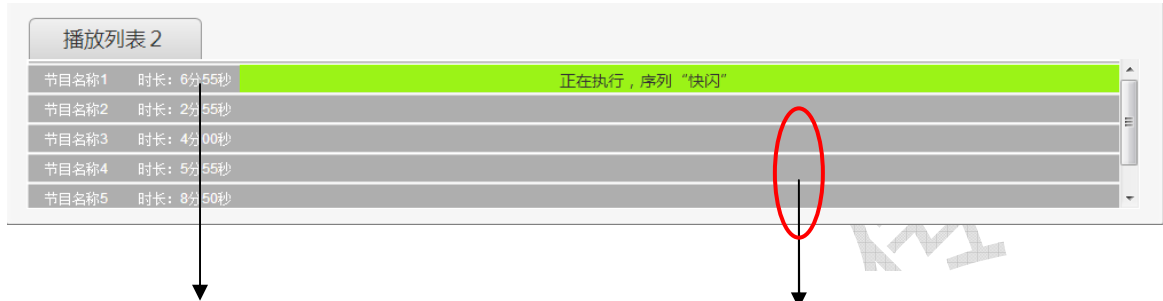 播放列表2
节目名称1 时长：6分55秒 正在执行，序列“快闪”
节目名称2 时长：2分55秒
节目名称3 时长：4分00秒
节目名称4 时长：5分55秒
节目名称5 时长：8分50秒